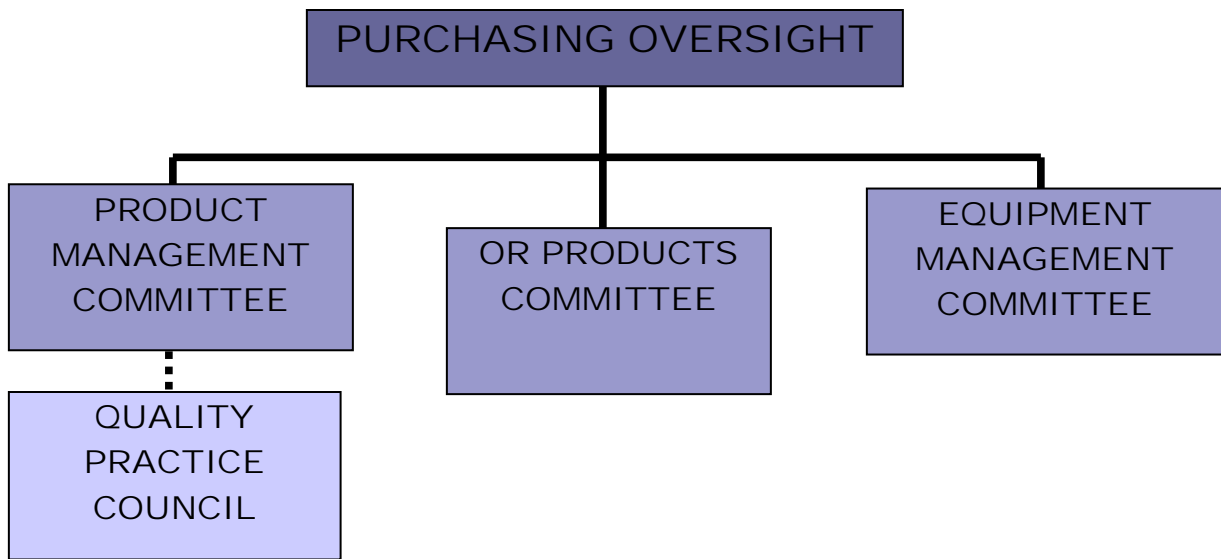 PURCHASING OVERSIGHT
PRODUCT
MANAGEMENT
COMMITTEE
OR PRODUCTS
COMMITTEE
EQUIPMENT
MANAGEMENT
COMMITTEE
QUALITY
PRACTICE
COUNCIL